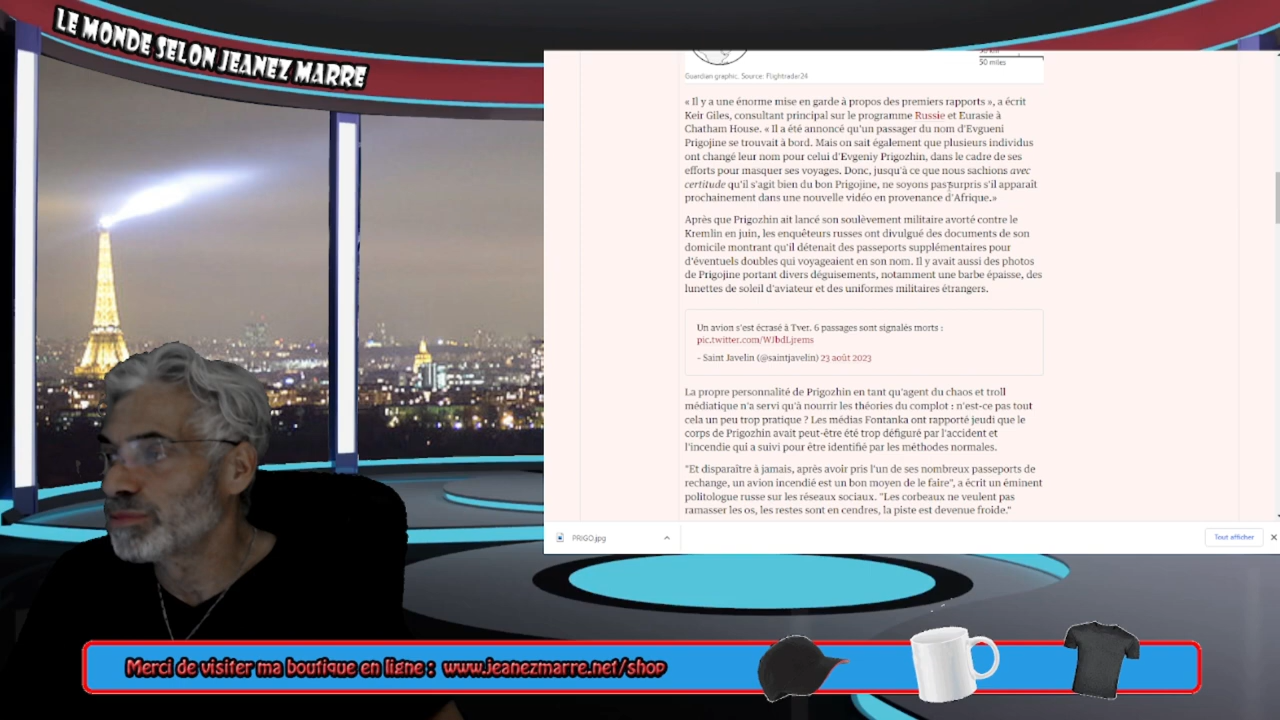 LE MONDE SELON JEANEZ MARRE
50 miles
Guardian graphic. Source: Flightradar24
« Il y a une énorme mise en garde à propos des premiers rapports », a écrit
Keir Giles, consultant principal sur le programme Russie et Eurasie à
Chatham House. « Il a été annoncé qu'un passager du nom d'Evgueni
Prigojine se trouvait à bord. Mais on sait également que plusieurs individus
ont changé leur nom pour celui d'Evgeniy Prigozhin, dans le cadre de ses
efforts pour masquer ses voyages. Donc, jusqu'à ce que nous sachions avec
certitude qu'il s'agit bien du bon Prigojine, ne soyons pas surpris s'il apparaît
prochainement dans une nouvelle vidéo en provenance d'Afrique.»
Après que Prigozhin ait lancé son soulèvement militaire avorté contre le
Kremlin en juin, les enquêteurs russes ont divulgué des documents de son
domicile montrant qu'il détenait des passeports supplémentaires pour
d'éventuels doubles qui voyageaient en son nom. Il y avait aussi des photos
de Prigojine portant divers déguisements, notamment une barbe épaisse, des
lunettes de soleil d'aviateur et des uniformes militaires étrangers.
Un avion s'est écrasé à Tver. 6 passages sont signalés morts :
pic.twitter.com/WJbdLjrems
- Saint Javelin (@saintjavelin) 23 août 2023
La propre personnalité de Prigozhin en tant qu'agent du chaos et troll
médiatique n'a servi qu'à nourrir les théories du complot : n'est-ce pas tout
cela un peu trop pratique ? Les médias Fontanka ont rapporté jeudi que le
corps de Prigozhin avait peut-être été trop défiguré par l'accident et
l'incendie qui a suivi pour être identifié par les méthodes normales.
"Et disparaître à jamais, après avoir pris l'un de ses nombreux passeports de
rechange, un avion incendié est un bon moyen de le faire", a écrit un éminent
politologue russe sur les réseaux sociaux. "Les corbeaux ne veulent pas
ramasser les os, les restes sont en cendres, la piste est devenue froide."
PRIGO.jpg
Tout afficher
Merci de visiter ma boutique en ligne : www.jeanezmarre.net/shop